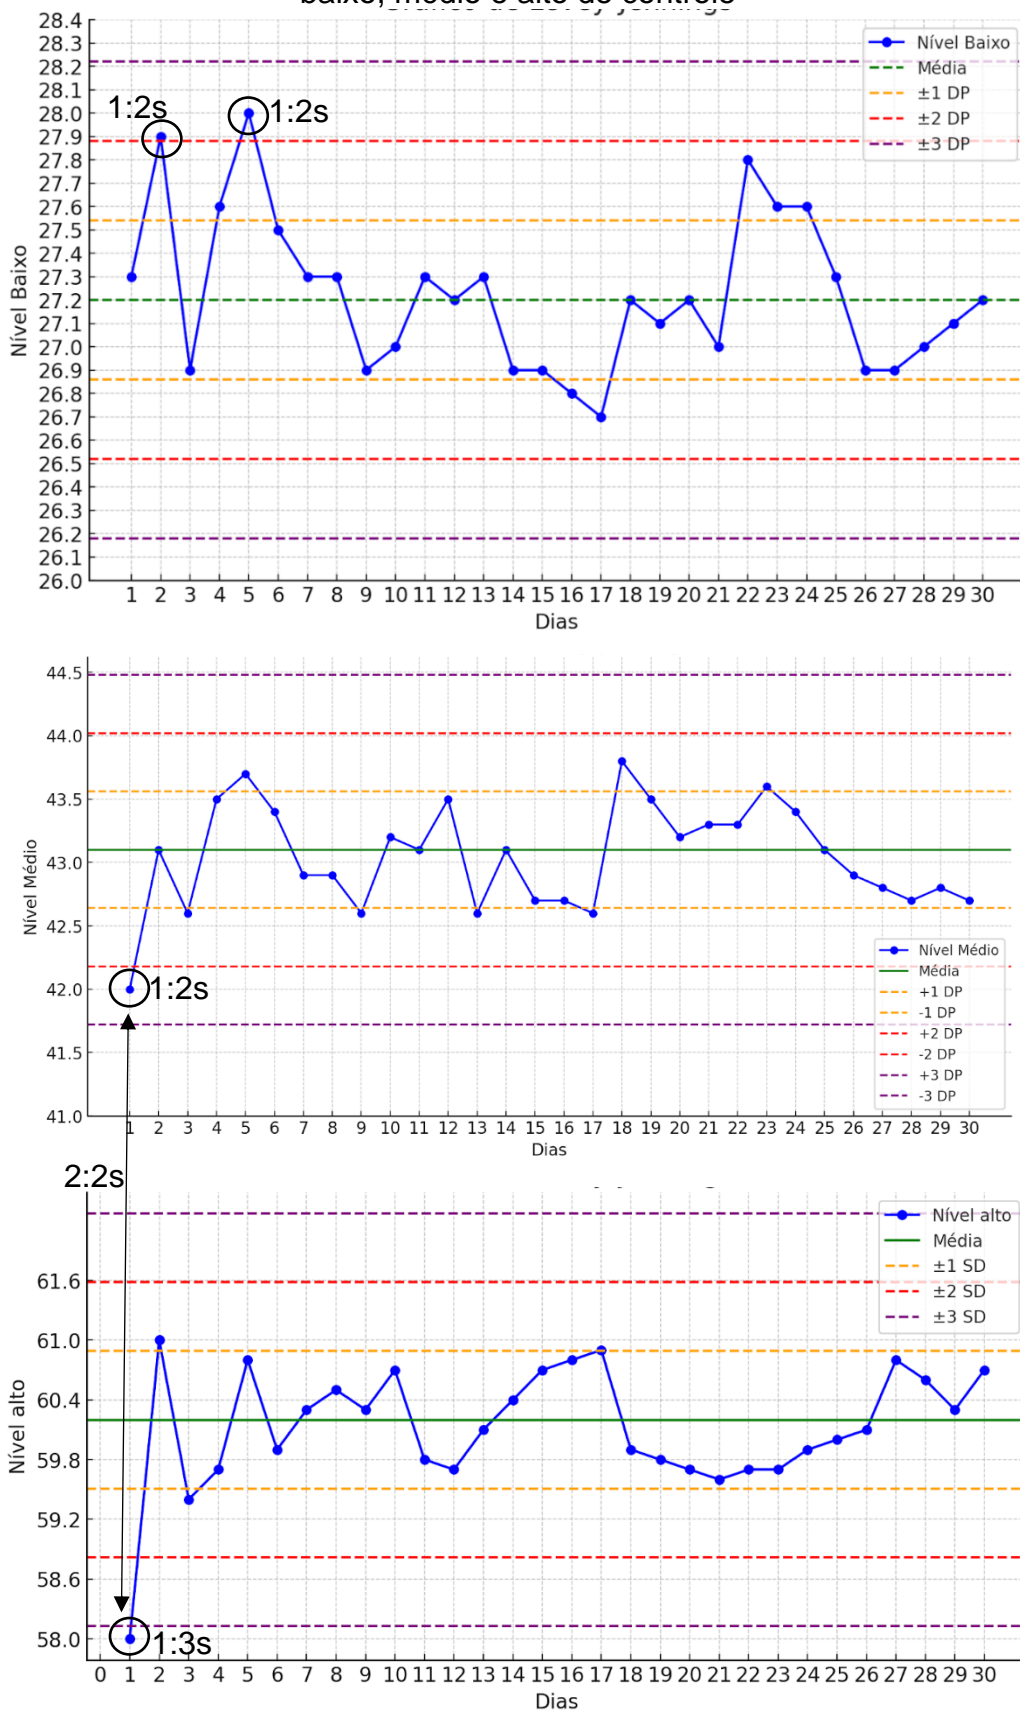 baixo, médio e alto do controle
Gráfico de Levey-Jennings
28.4
28.3
28.2
28.1
28.0
27.9
27.8
27.7
27.6
27.5
27.4
27.3
27.2
27.1
27.0
26.9
26.8
26.7
26.6
26.5
26.4
26.3
26.2
26.1
26.0
Nível Baixo
1:2s
1:2s
Nível Baixo
Média
±1 DP
±2 DP
±3 DP
1 2 3 4 5 6 7 8 9 10 11 12 13 14 15 16 17 18 19 20 21 22 23 24 25 26 27 28 29 30
Dias
44.5
44.0
43.5
43.0
42.5
42.0
41.5
41.0
Nível Médio
1:2s
Nível Médio
Média
+1 DP
-1 DP
+2 DP
-2 DP
+3 DP
-3 DP
1 2 3 4 5 6 7 8 9 10 11 12 13 14 15 16 17 18 19 20 21 22 23 24 25 26 27 28 29 30
Dias
2:2s
61.6
61.0
60.4
59.8
59.2
58.6
58.0
Nível alto
1:3s
Nível alto
Média
±1 SD
±2 SD
±3 SD
0 1 2 3 4 5 6 7 8 9 10 11 12 13 14 15 16 17 18 19 20 21 22 23 24 25 26 27 28 29 30
Dias